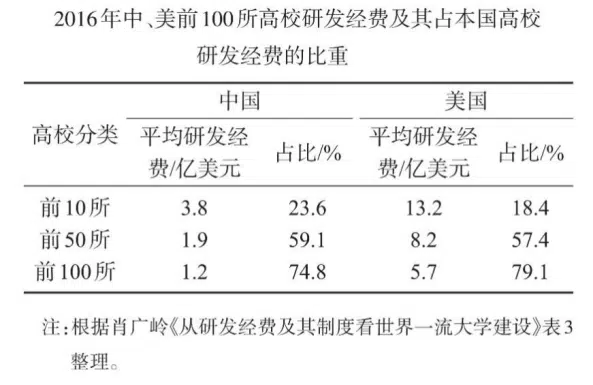 2016年中、美前100所高校研发经费及其占本国高校
研发经费的比重
高校分类 中国 美国
平均研发经费/亿美元 占比/% 平均研发经费/亿美元 占比/%
前10所 3.8 23.6 13.2 18.4
前50所 1.9 59.1 8.2 57.4
前100所 1.2 74.8 5.7 79.1
注:根据肖广岭《从研发经费及其制度看世界一流大学建设》表3
整理。